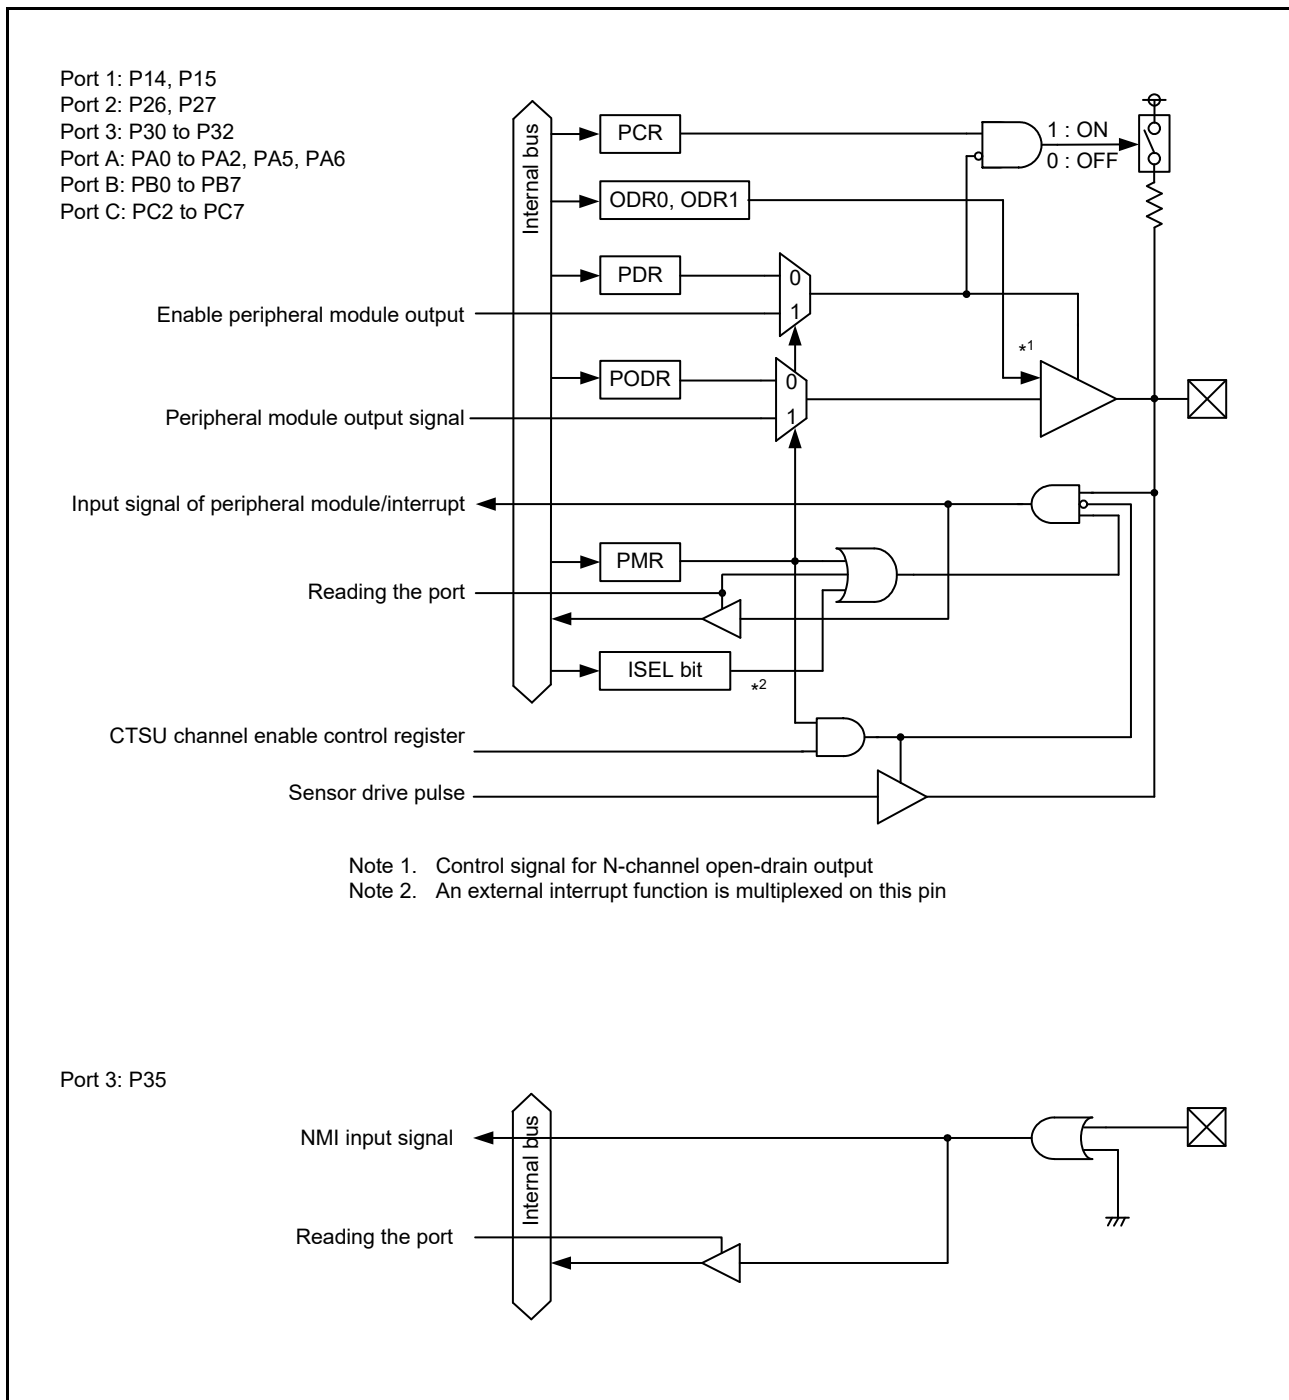 Port 1: P14, P15
Port 2: P26, P27
Port 3: P30 to P32
Port A: PA0 to PA2, PA5, PA6
Port B: PB0 to PB7
Port C: PC2 to PC7
Internal bus
PCR
1 : ON
0 : OFF
ODR0, ODR1
PDR
0
1
Enable peripheral module output
*1
PODR
0
1
Peripheral module output signal
Input signal of peripheral module/interrupt
PMR
Reading the port
ISEL bit
*2
CTSU channel enable control register
Sensor drive pulse
Note 1. Control signal for N-channel open-drain output
Note 2. An external interrupt function is multiplexed on this pin
Port 3: P35
Internal bus
NMI input signal
Reading the port